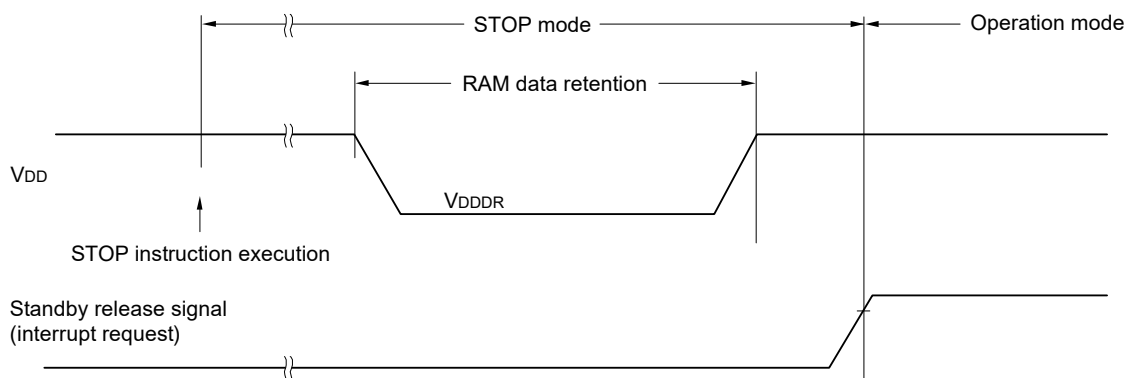 STOP mode
Operation mode
RAM data retention
VDD
VDDDR
STOP instruction execution
Standby release signal
(interrupt request)